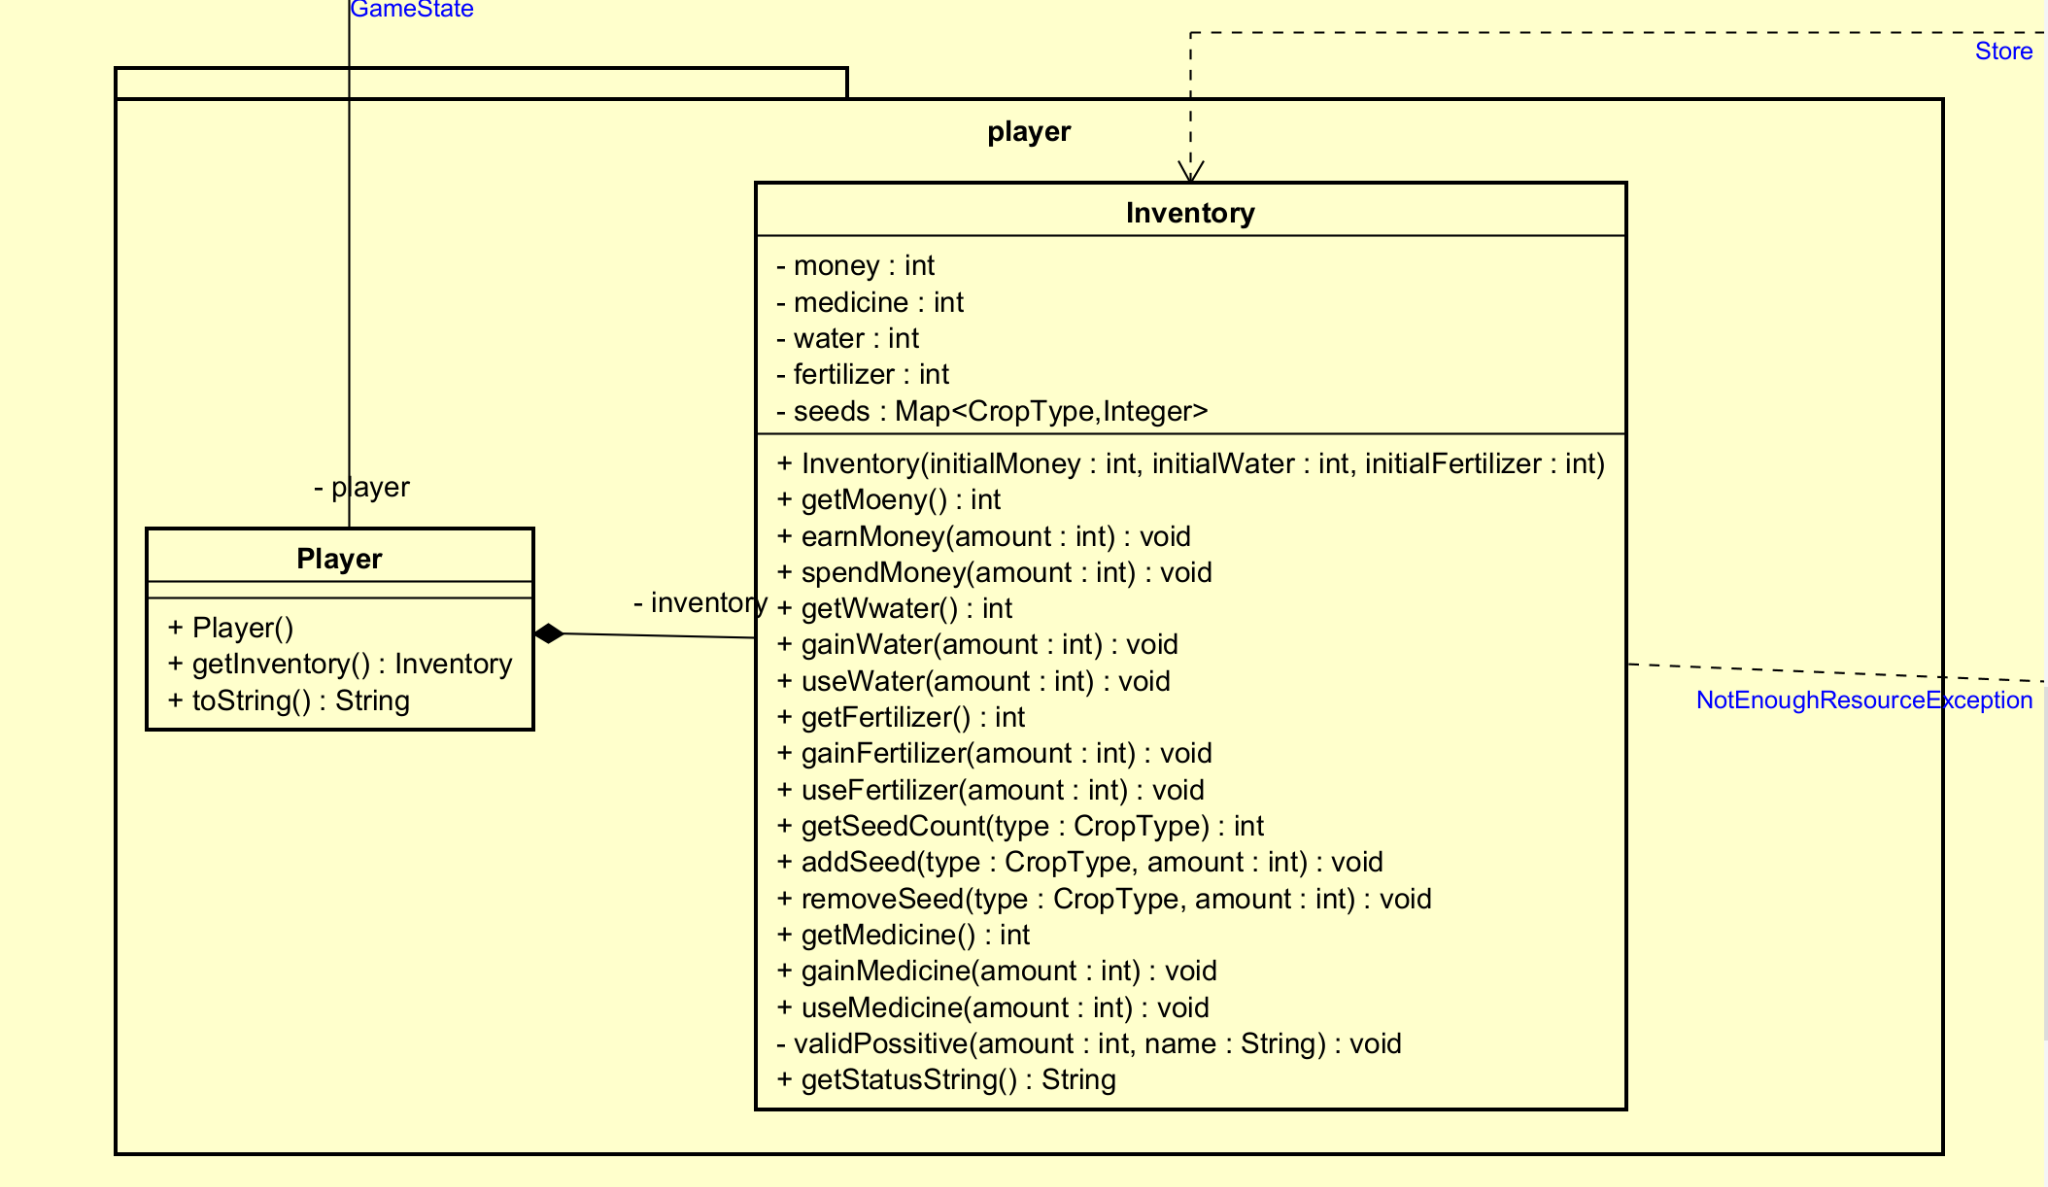 GameState
Store
player
Inventory
- money : int
- medicine : int
- water : int
- fertilizer : int
- seeds : Map<CropType,Integer>
+ Inventory(initialMoney : int, initialWater : int, initialFertilizer : int)
+ getMoeny() : int
+ earnMoney(amount : int) : void
+ spendMoney(amount : int) : void
+ getWwater() : int
+ gainWater(amount : int) : void
+ useWater(amount : int) : void
+ getFertilizer() : int
+ gainFertilizer(amount : int) : void
+ useFertilizer(amount : int) : void
+ getSeedCount(type : CropType) : int
+ addSeed(type : CropType, amount : int) : void
+ removeSeed(type : CropType, amount : int) : void
+ getMedicine() : int
+ gainMedicine(amount : int) : void
+ useMedicine(amount : int) : void
- validPossitive(amount : int, name : String) : void
+ getStatusString() : String
- player
Player
+ Player()
+ getInventory() : Inventory
+ toString() : String
- inventory
NotEnoughResourceException